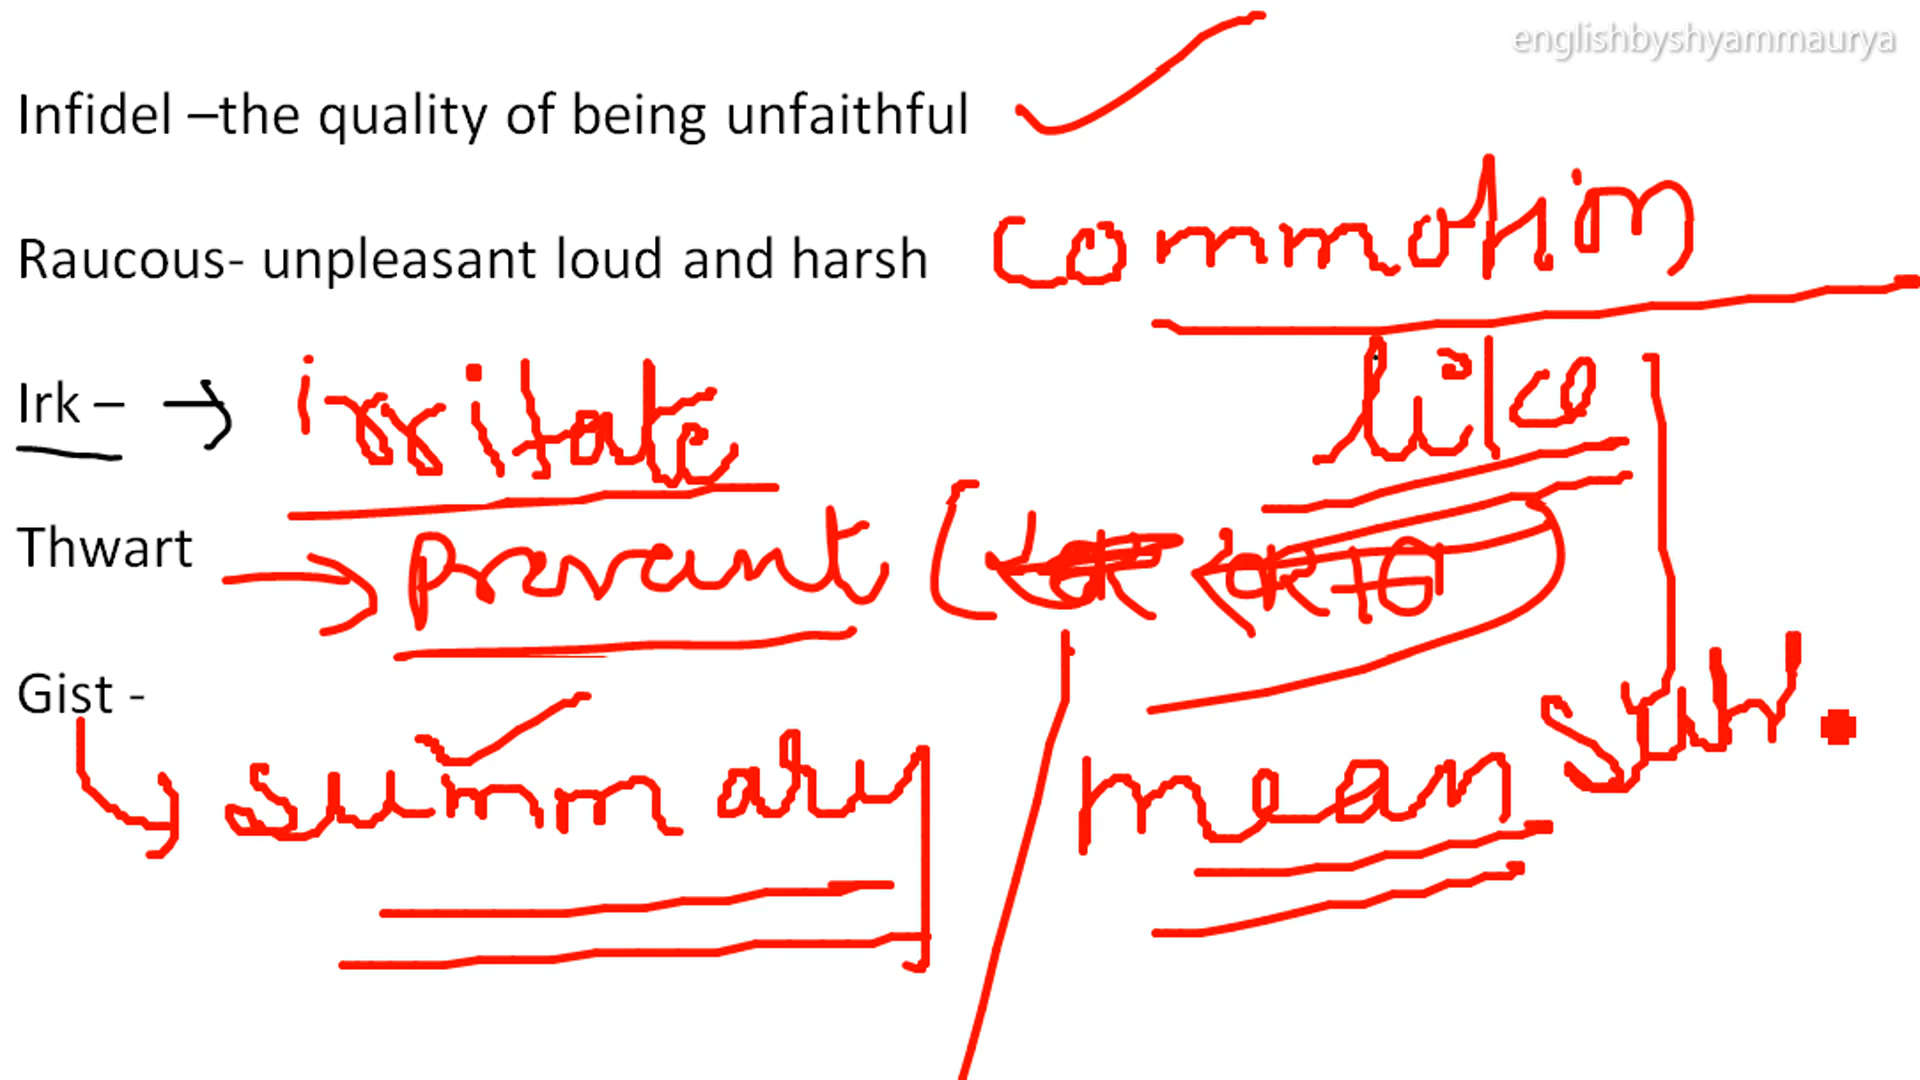 englishbyshyammaurya
Infidel –the quality of being unfaithful
Raucous- unpleasant loud and harsh commotion
Irk – irritate
Thwart prevent
Gist -
summary mean